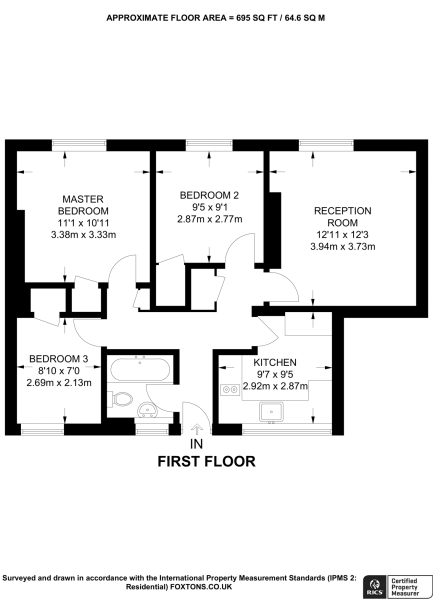 APPROXIMATE FLOOR AREA = 695 SQ FT / 64.6 SQ M
MASTER
BEDROOM
11'1 x 10'11
3.38m x 3.33m
BEDROOM 2
9'5 x 9'1
2.87m x 2.77m
RECEPTION
ROOM
12'11 x 12'3
3.94m x 3.73m
BEDROOM 3
8'10 x 7'0
2.69m x 2.13m
KITCHEN
9'7 x 9'5
2.92m x 2.87m
IN
FIRST FLOOR
Surveyed and drawn in accordance with the International Property Measurement Standards (IPMS 2:
Residential) FOXTONS.CO.UK
RICS
Certified
Property
Measurer